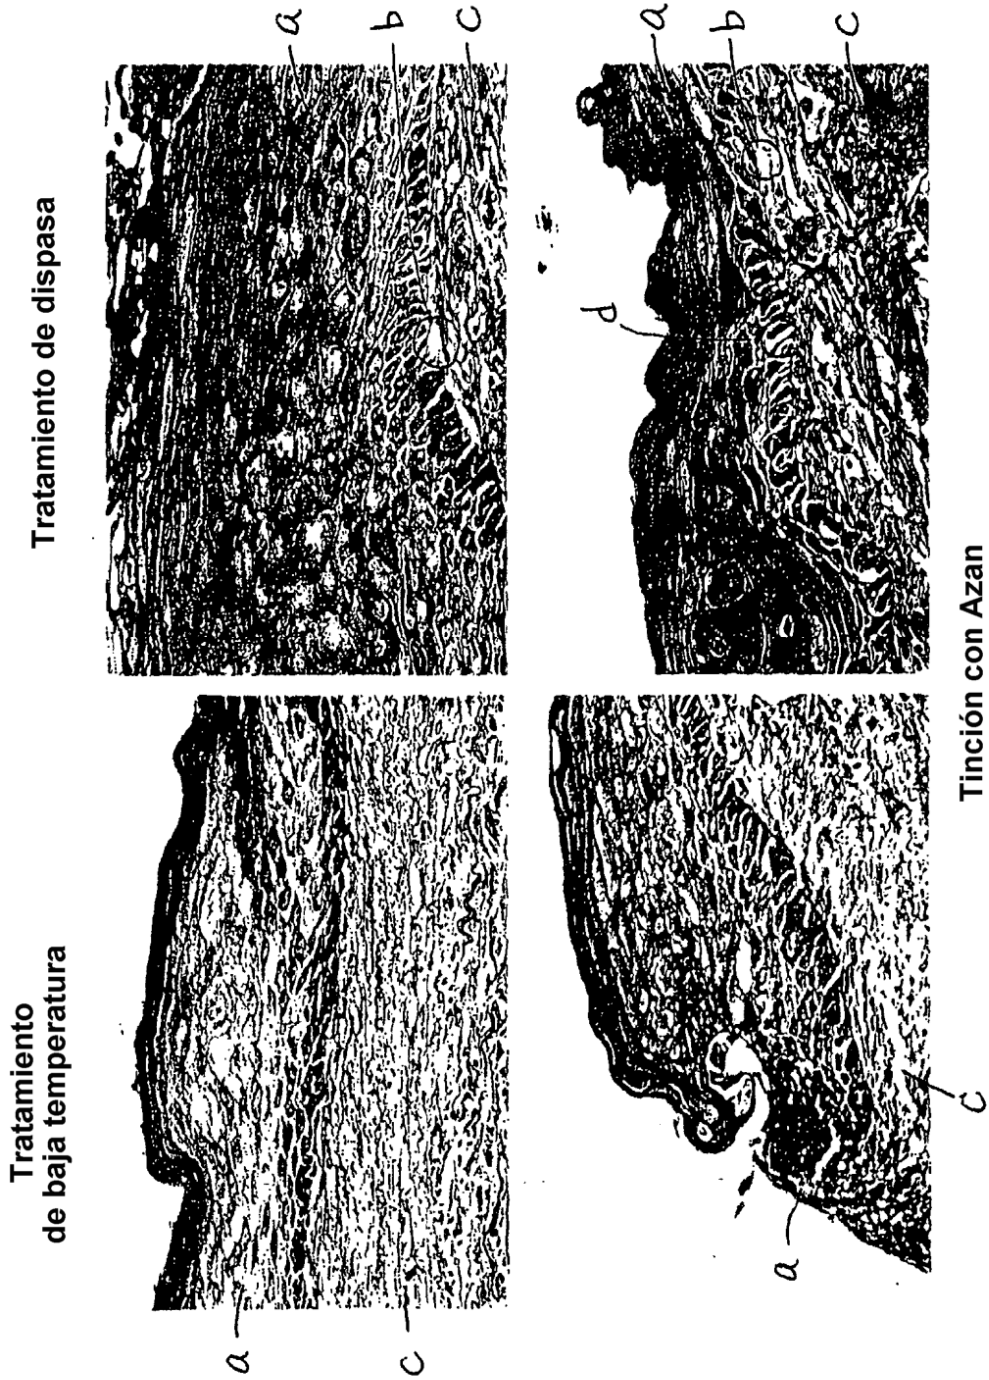 Tratamiento
de baja temperatura
Tratamiento de dispasa
a
c
a
b
c
a
c
d
a
b
c
Tinción con Azan